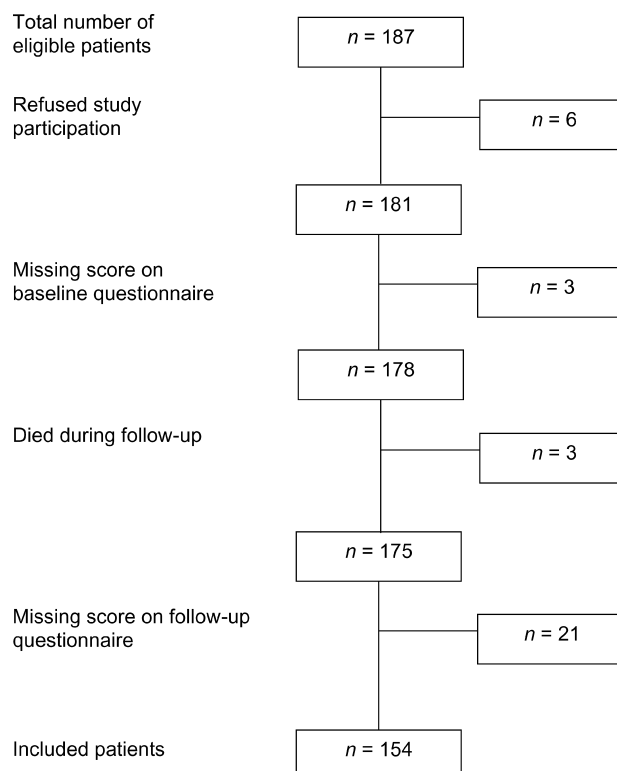 Total number of
eligible patients
n = 187
Refused study
participation
n = 6
n = 181
Missing score on
baseline questionnaire
n = 3
n = 178
Died during follow-up
n = 3
n = 175
Missing score on follow-up
questionnaire
n = 21
Included patients
n = 154